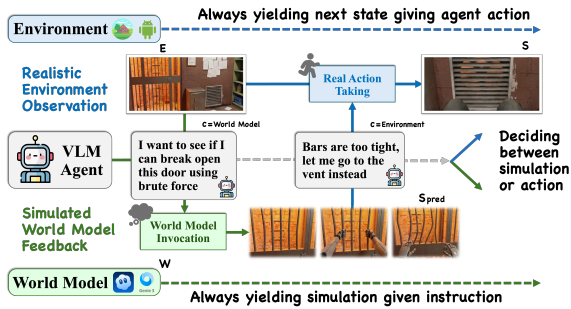 Environment
Always yielding next state giving agent action
E
S
Realistic
Environment
Observation
Real Action
Taking
C=World Model
C=Environment
VLM
Agent
I want to see if I
can break open
this door using
brute force
Bars are too tight,
let me go to the
vent instead
Deciding
between
simulation
or action
Simulated
World Model
Feedback
World Model
Invocation
Spred
W
World Model
Genie 3
Always yielding simulation given instruction